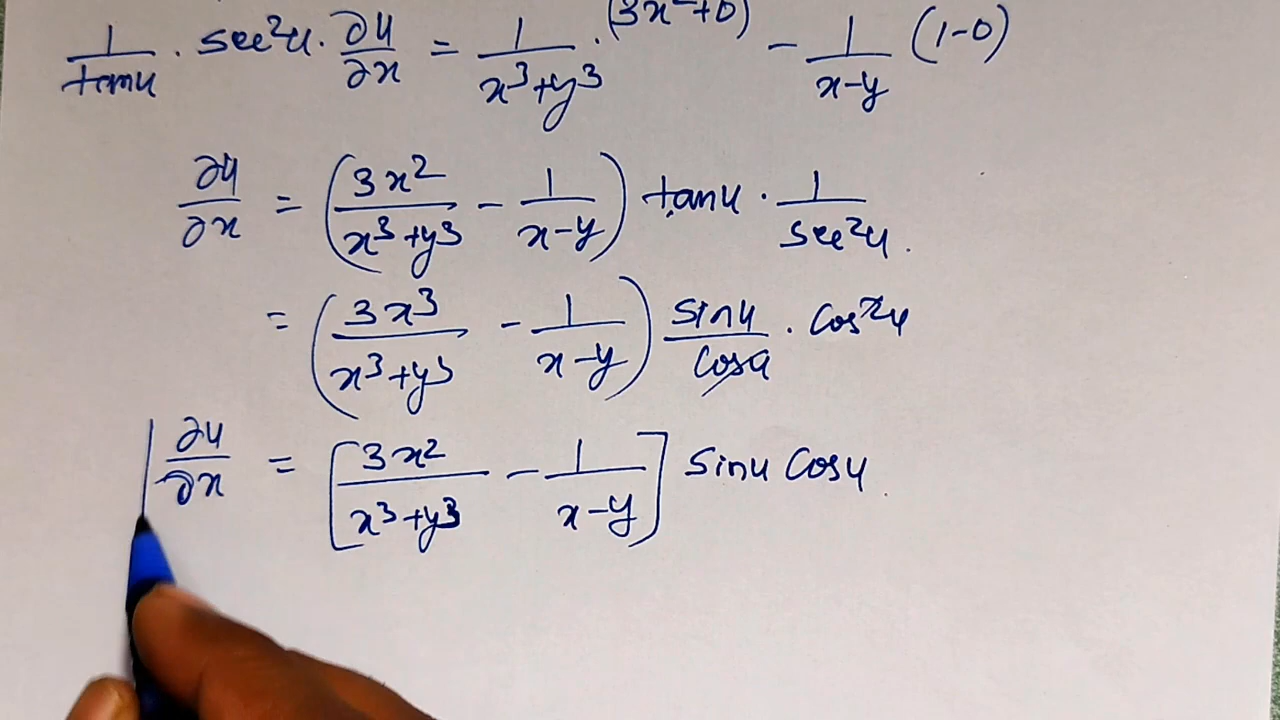 1/tanu · sec²u · ∂u/∂x = 1/(x³+y³) · (3x²+0) − 1/(x−y) (1−0)
∂u/∂x = (3x²/(x³+y³) − 1/(x−y)) tanu · 1/sec²u.
= (3x³/(x³+y³) − 1/(x−y)) sinu/cosu · cos²u
∂u/∂x = [3x²/(x³+y³) − 1/(x−y)] sinu cosu